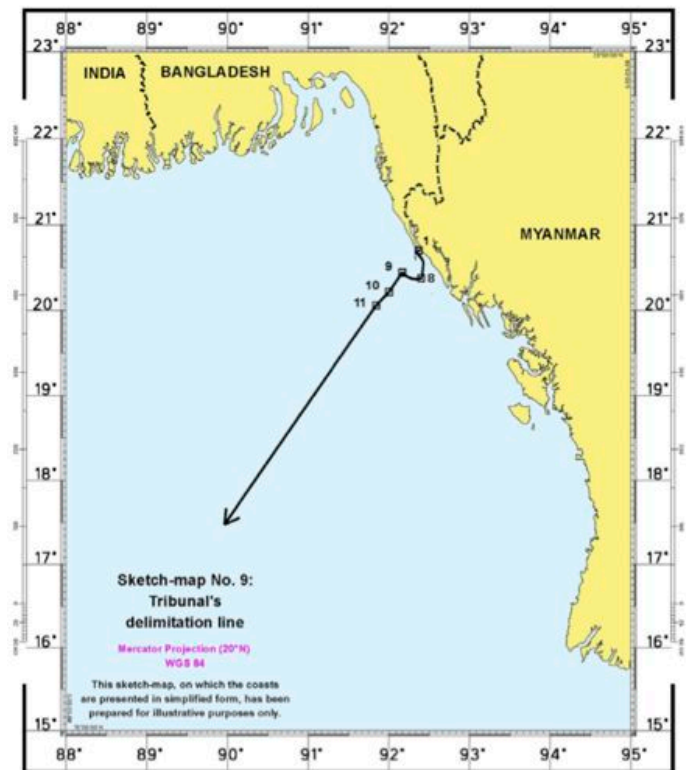 88° 89° 90° 91° 92° 93° 94° 95°
23° 23°
INDIA BANGLADESH
22° 22°
21° 21°
MYANMAR
1
9
8
10
20° 20°
11
19° 19°
18° 18°
17° 17°
Sketch-map No. 9:
Tribunal's
delimitation line
16° 16°
Mercator Projection (20°N)
WGS 84
This sketch-map, on which the coasts
are presented in simplified form, has been
prepared for illustrative purposes only.
15° 15°
88° 89° 90° 91° 92° 93° 94° 95°